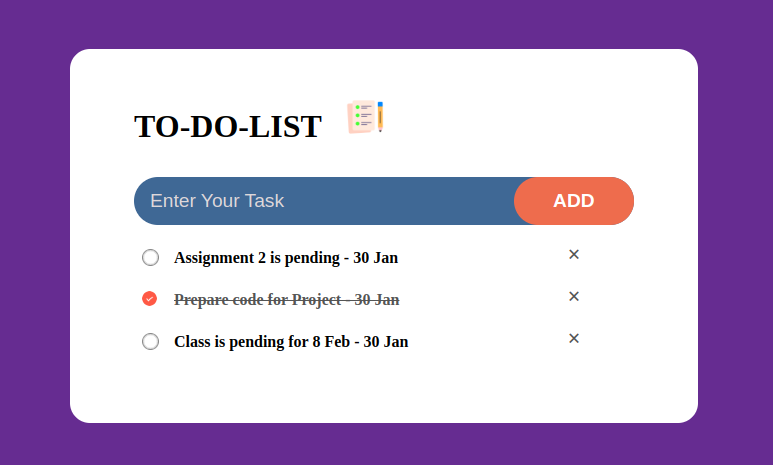 TO-DO-LIST
Enter Your Task ADD
Assignment 2 is pending - 30 Jan ×
Prepare code for Project - 30 Jan ×
Class is pending for 8 Feb - 30 Jan ×